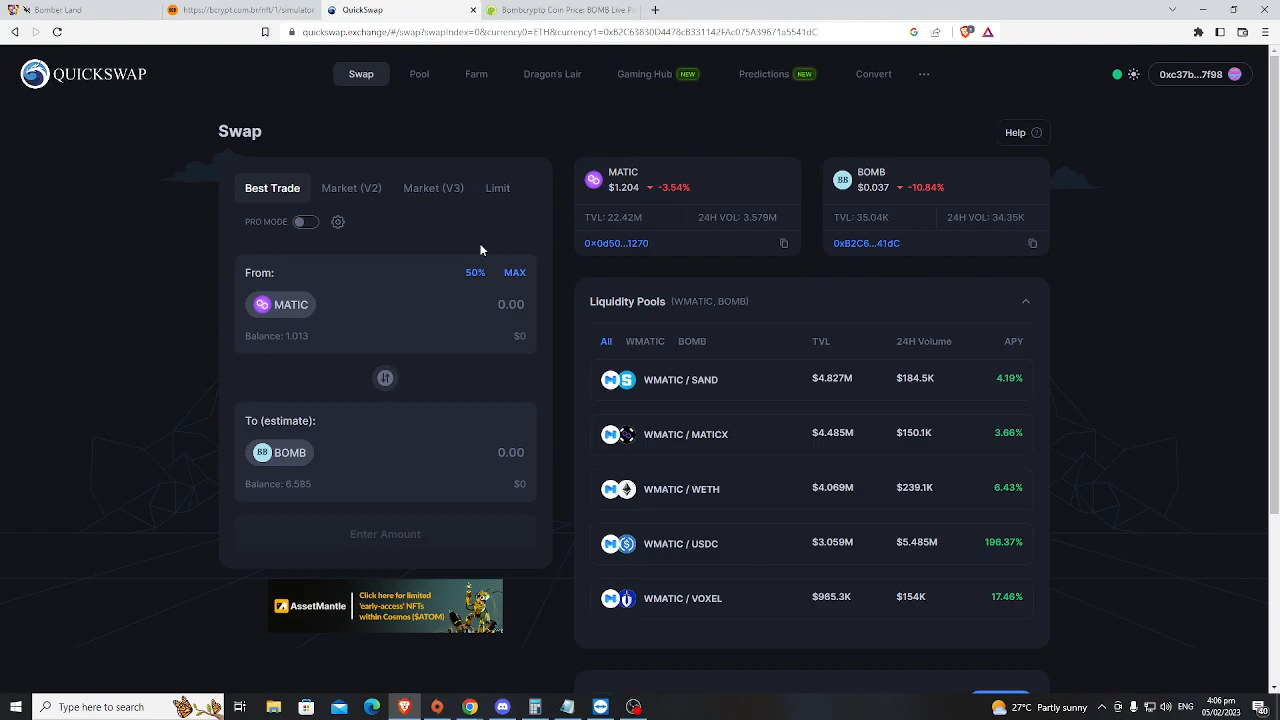 Bomber Land
https://bcrypt.com.br/nft/1/simulator
QuickSwap
Bombcrypto Com Price: BOMB Live P
quickswap.exchange/#/swap?swapIndex=0&currency0=ETH&currency1=0xB2C63830D4478cB331142FAc075A39671a5541dC
QUICKSWAP
Swap
Pool
Farm
Dragon's Lair
Gaming Hub NEW
Predictions NEW
Convert
0xc37b...7f98
Swap
Help
Best Trade
Market (V2)
Market (V3)
Limit
PRO MODE
From:
50%
MAX
MATIC
0.00
Balance: 1.013
$0
To (estimate):
BB BOMB
0.00
Balance: 6.585
$0
Enter Amount
AssetMantle
Click here for limited
'early-access' NFTs
within Cosmos ($ATOM)
MATIC
$1.204 -3.54%
TVL: 22.42M
24H VOL: 3.579M
0x0d50...1270
BB
BOMB
$0.037 -10.84%
TVL: 35.04K
24H VOL: 34.35K
0xB2C6...41dC
Liquidity Pools (WMATIC, BOMB)
All WMATIC BOMB TVL 24H Volume APY
WMATIC / SAND $4.827M $184.5K 4.19%
WMATIC / MATICX $4.485M $150.1K 3.66%
WMATIC / WETH $4.069M $239.1K 6.43%
WMATIC / USDC $3.059M $5.485M 196.37%
WMATIC / VOXEL $965.3K $154K 17.46%
Type here to search
27°C Partly sunny
4:06 pm
05/02/2023